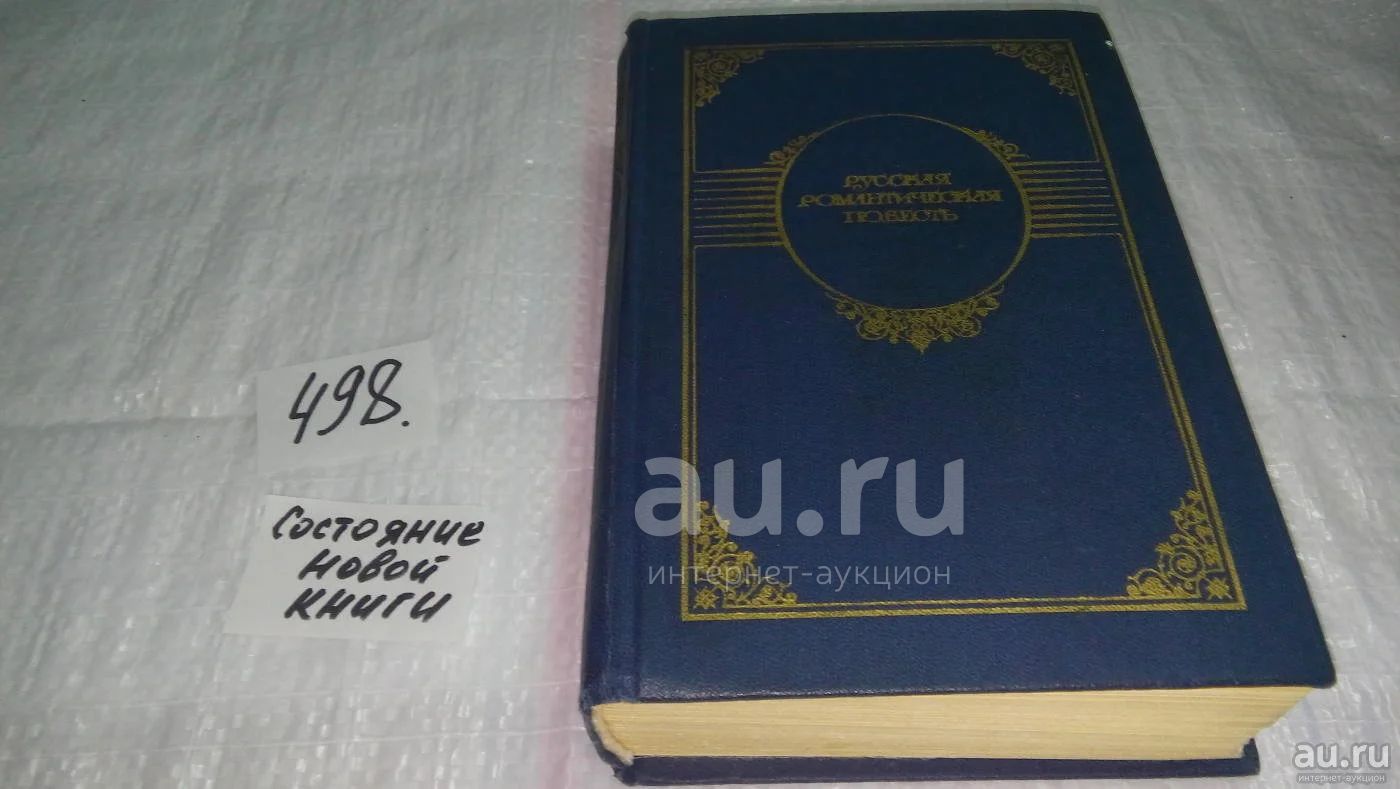 РУССКАЯ
РОМАНТИЧЕСКАЯ
ПОВЕСТЬ
498.
Состояние
новой
книги
au.ru
интернет-аукцион
au.ru
интернет-аукцион